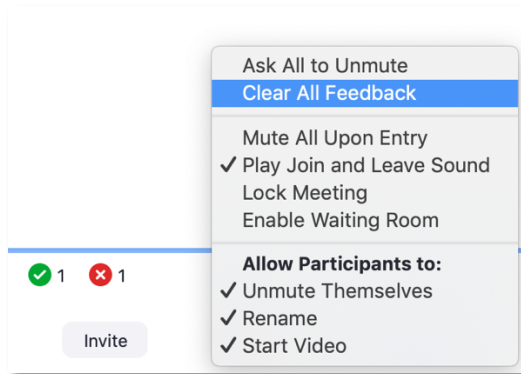 Ask All to Unmute
Clear All Feedback
Mute All Upon Entry
✓ Play Join and Leave Sound
Lock Meeting
Enable Waiting Room
Allow Participants to:
✓ Unmute Themselves
✓ Rename
✓ Start Video
1 1
Invite